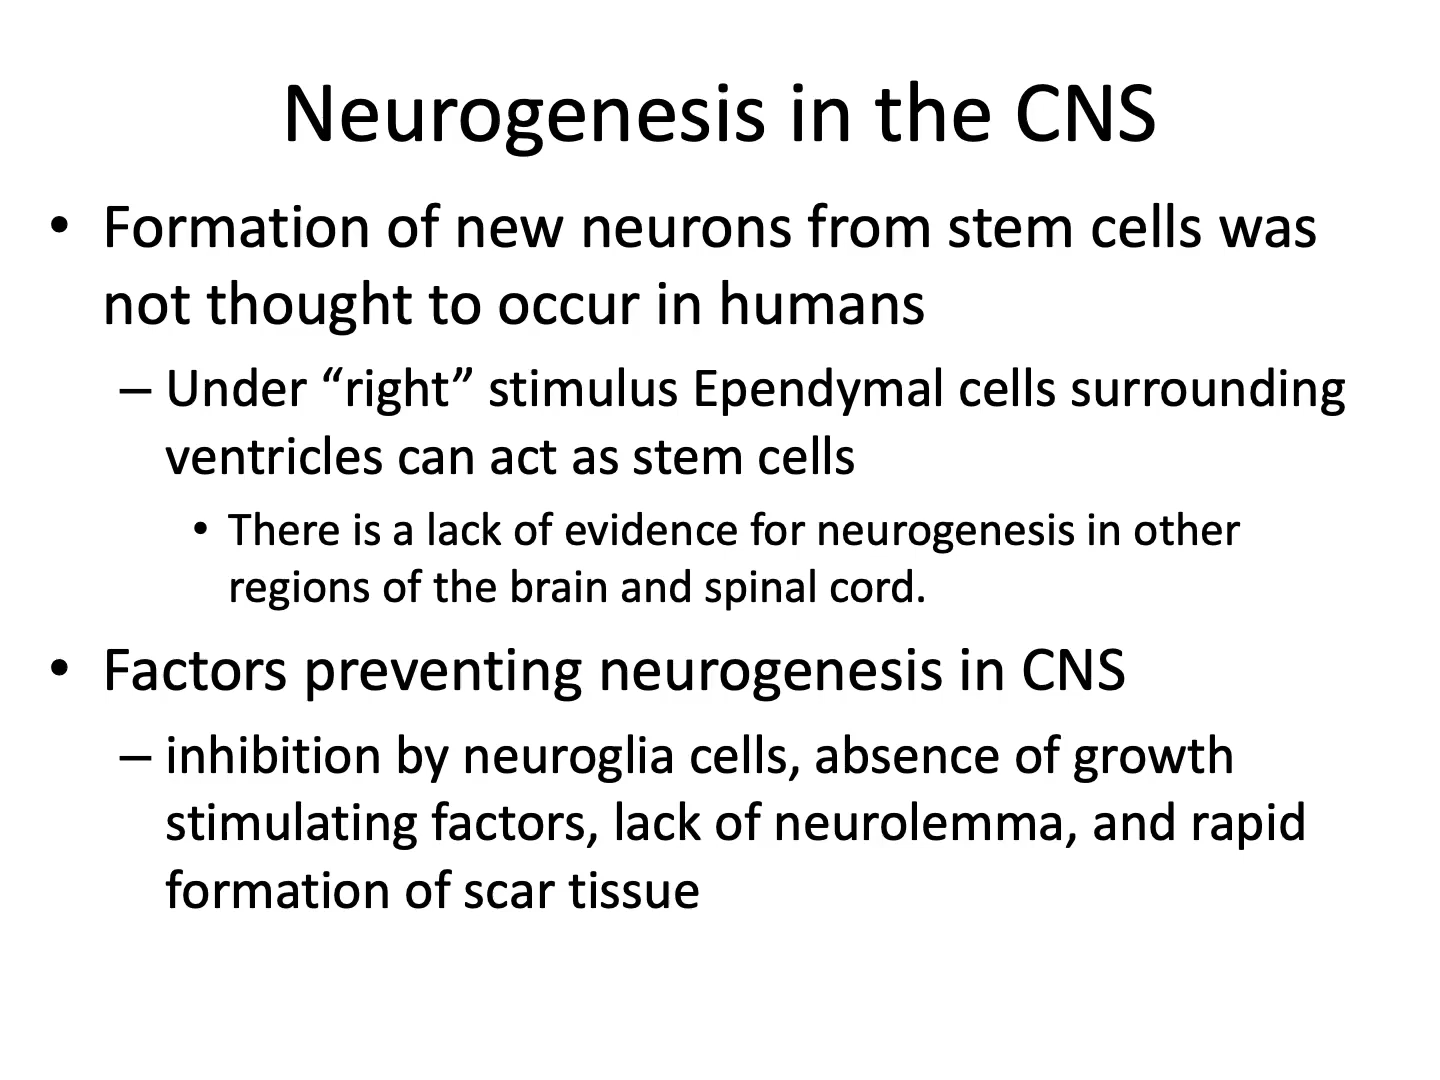 Neurogenesis in the CNS
• Formation of new neurons from stem cells was
not thought to occur in humans
– Under “right” stimulus Ependymal cells surrounding
ventricles can act as stem cells
• There is a lack of evidence for neurogenesis in other
regions of the brain and spinal cord.
• Factors preventing neurogenesis in CNS
– inhibition by neuroglia cells, absence of growth
stimulating factors, lack of neurolemma, and rapid
formation of scar tissue